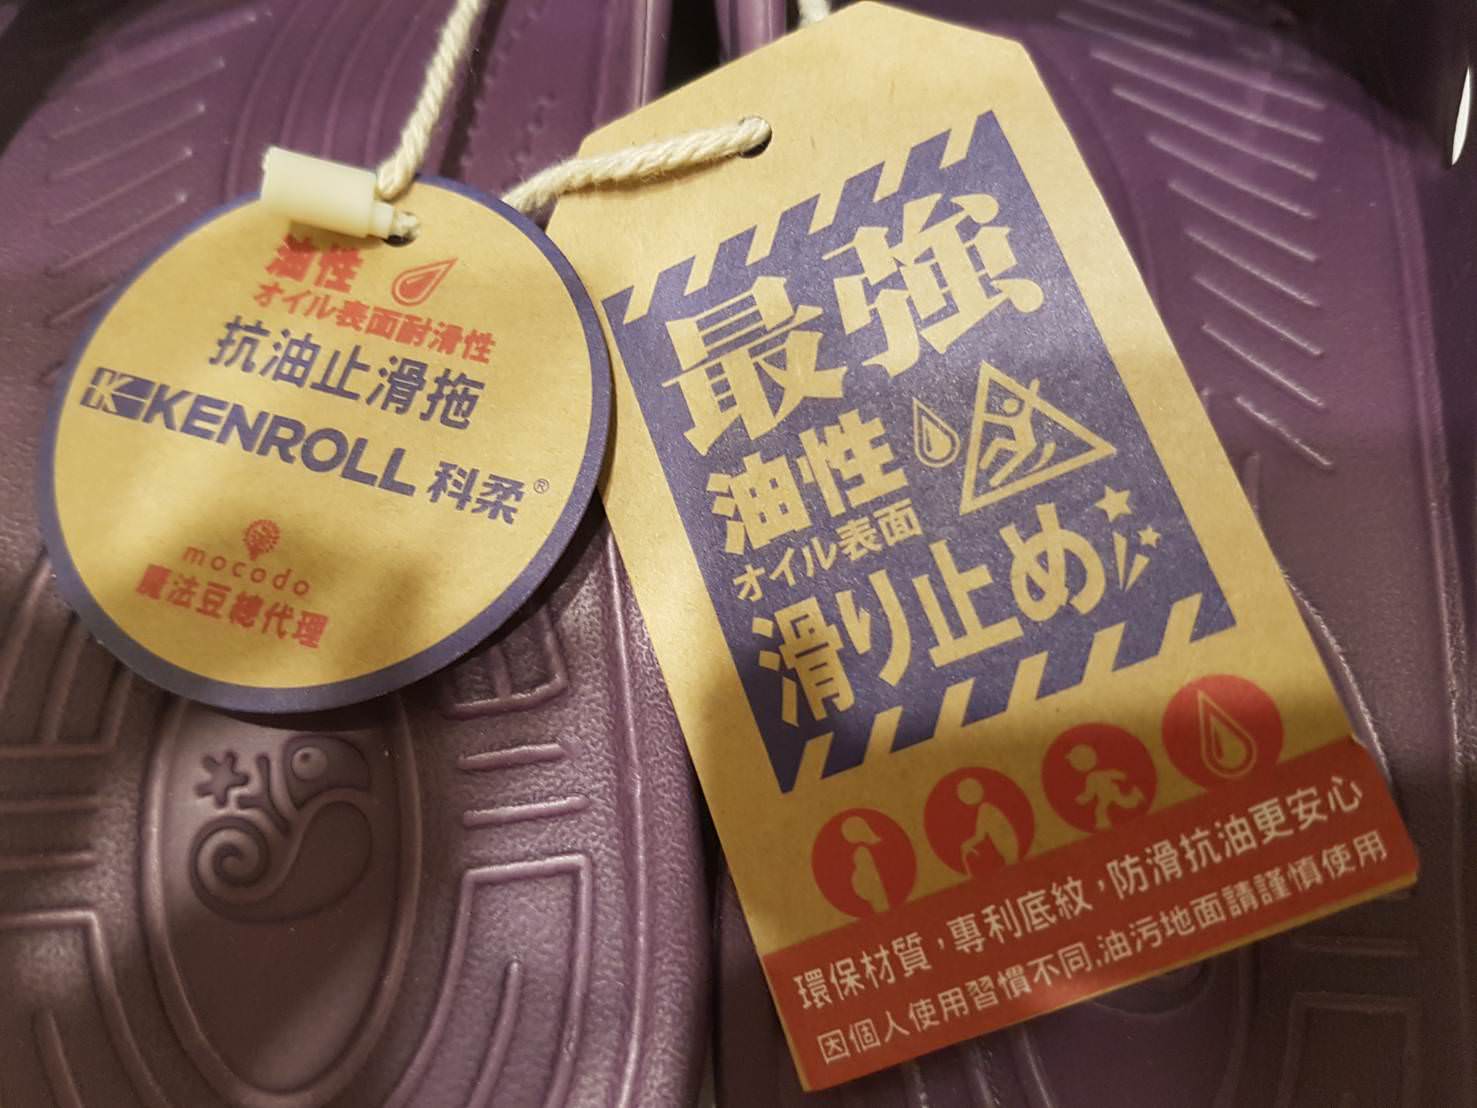 油性
オイル表面耐滑性
抗油止滑拖
KENROLL 科柔®
mocodo
魔法豆總代理
最強
油性
オイル表面
滑り止め
環保材質，專利底紋，防滑抗油更安心
因個人使用習慣不同,油污地面請謹慎使用